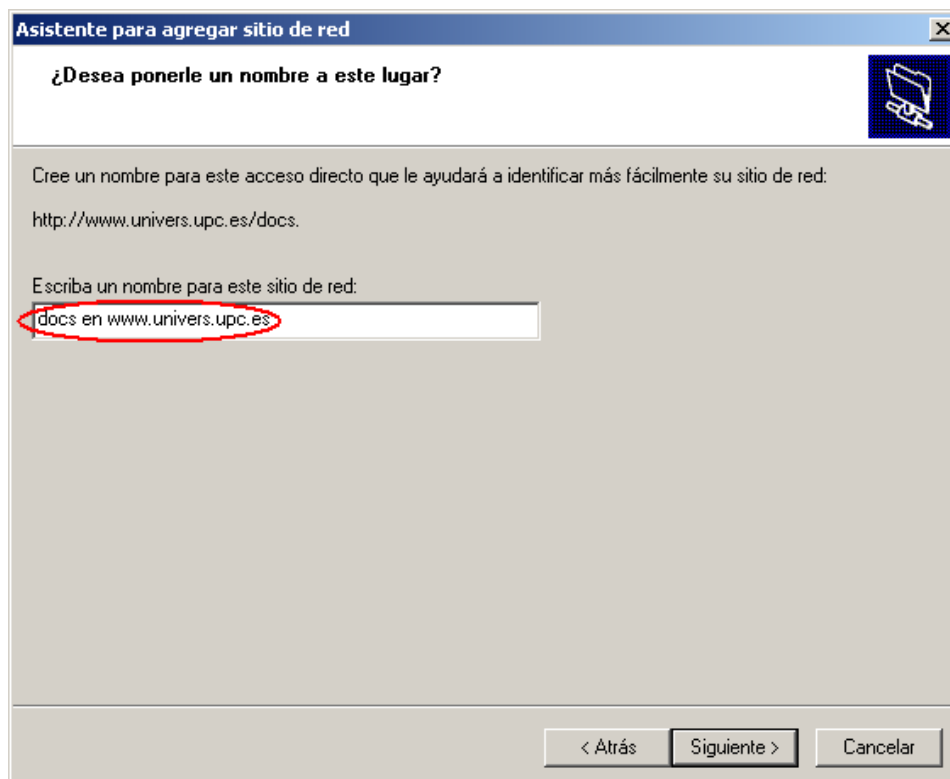 Asistente para agregar sitio de red
¿Desea ponerle un nombre a este lugar?
Cree un nombre para este acceso directo que le ayudará a identificar más fácilmente su sitio de red:
http://www.univers.upc.es/docs.
Escriba un nombre para este sitio de red:
docs en www.univers.upc.es
< Atrás Siguiente > Cancelar